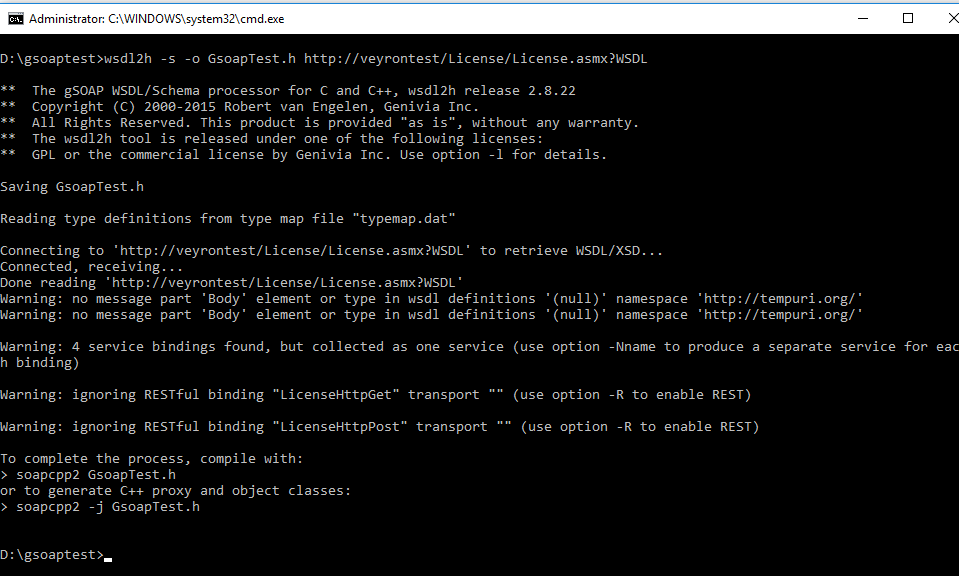 Administrator: C:\WINDOWS\system32\cmd.exe
D:\gsoaptest>wsdl2h -s -o GsoapTest.h http://veyrontest/License/License.asmx?WSDL
** The gSOAP WSDL/Schema processor for C and C++, wsdl2h release 2.8.22
** Copyright (C) 2000-2015 Robert van Engelen, Genivia Inc.
** All Rights Reserved. This product is provided "as is", without any warranty.
** The wsdl2h tool is released under one of the following licenses:
** GPL or the commercial license by Genivia Inc. Use option -l for details.
Saving GsoapTest.h
Reading type definitions from type map file "typemap.dat"
Connecting to 'http://veyrontest/License/License.asmx?WSDL' to retrieve WSDL/XSD...
Connected, receiving...
Done reading 'http://veyrontest/License/License.asmx?WSDL'
Warning: no message part 'Body' element or type in wsdl definitions '(null)' namespace 'http://tempuri.org/'
Warning: no message part 'Body' element or type in wsdl definitions '(null)' namespace 'http://tempuri.org/'
Warning: 4 service bindings found, but collected as one service (use option -Nname to produce a separate service for eac
h binding)
Warning: ignoring RESTful binding "LicenseHttpGet" transport "" (use option -R to enable REST)
Warning: ignoring RESTful binding "LicenseHttpPost" transport "" (use option -R to enable REST)
To complete the process, compile with:
> soapcpp2 GsoapTest.h
or to generate C++ proxy and object classes:
> soapcpp2 -j GsoapTest.h
D:\gsoaptest>